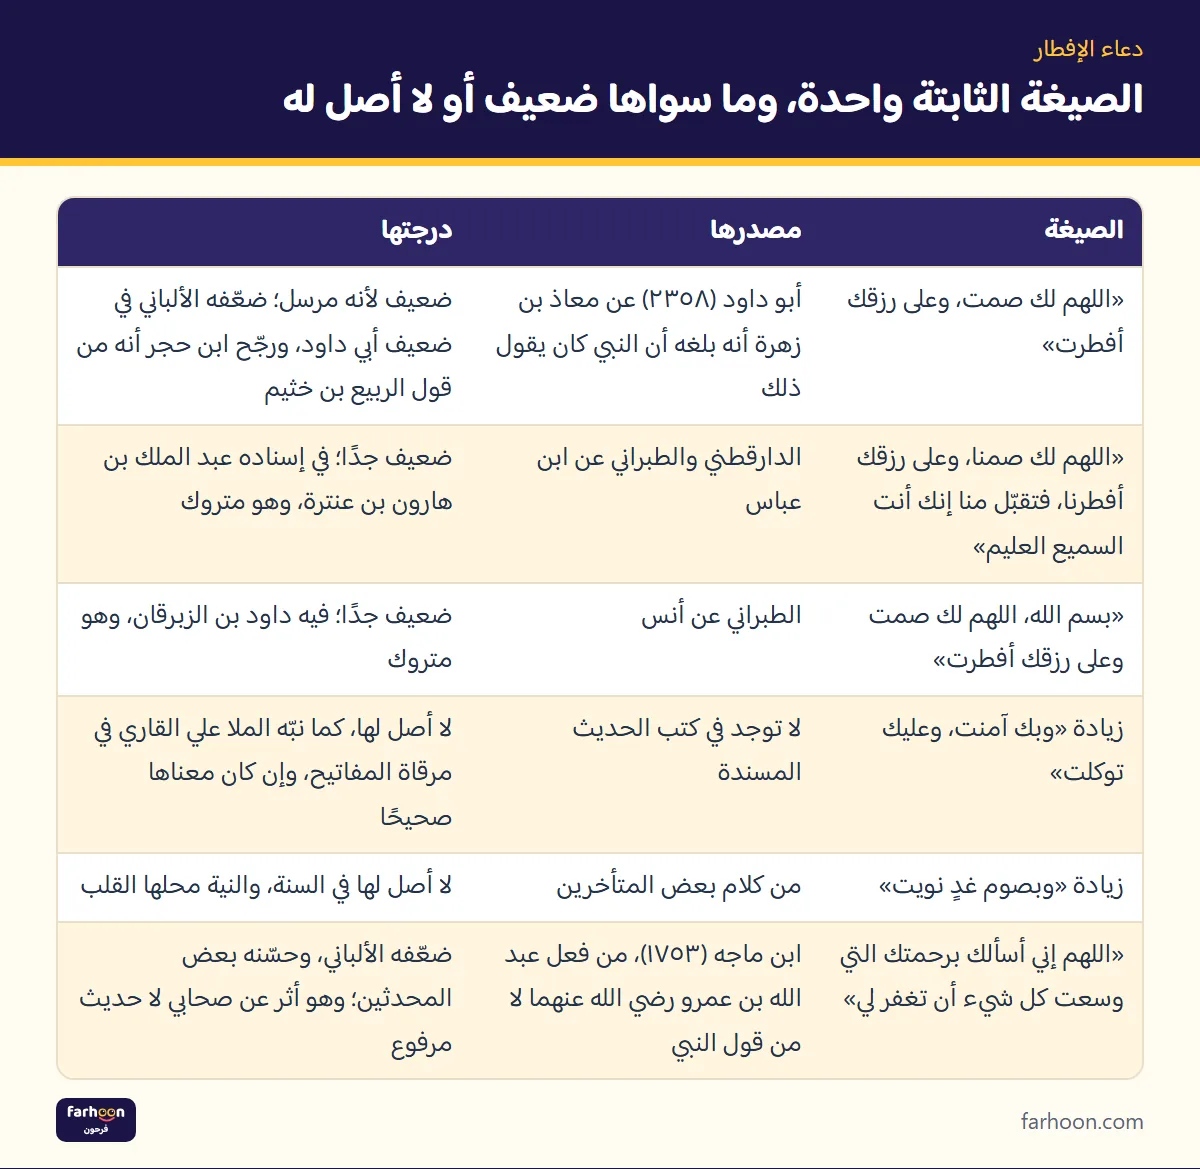 دعاء الإفطار
الصيغة الثابتة واحدة، وما سواها ضعيف أو لا أصل له
الصيغة
مصدرها
درجتها
«اللهم لك صمت، وعلى رزقك
أفطرت»
أبو داود (٢٣٥٨) عن معاذ بن
زهرة أنه بلغه أن النبي كان يقول
ذلك
ضعيف لأنه مرسل؛ ضعّفه الألباني في
ضعيف أبي داود، ورجّح ابن حجر أنه من
قول الربيع بن خثيم
«اللهم لك صمنا، وعلى رزقك
أفطرنا، فتقبّل منا إنك أنت
السميع العليم»
الدارقطني والطبراني عن ابن
عباس
ضعيف جدًا؛ في إسناده عبد الملك بن
هارون بن عنترة، وهو متروك
«بسم الله، اللهم لك صمت
وعلى رزقك أفطرت»
الطبراني عن أنس
ضعيف جدًا؛ فيه داود بن الزبرقان، وهو
متروك
زيادة «وبك آمنت، وعليك
توكلت»
لا توجد في كتب الحديث
المسندة
لا أصل لها، كما نبّه الملا علي القاري في
مرقاة المفاتيح، وإن كان معناها
صحيحًا
زيادة «وبصوم غدٍ نويت»
من كلام بعض المتأخرين
لا أصل لها في السنة، والنية محلها القلب
«اللهم إني أسألك برحمتك التي
وسعت كل شيء أن تغفر لي»
ابن ماجه (١٧٥٣)، من فعل عبد
الله بن عمرو رضي الله عنهما لا
من قول النبي
ضعّفه الألباني، وحسّنه بعض
المحدثين؛ وهو أثر عن صحابي لا حديث
مرفوع
farhoon.com
farhoon
فرحون